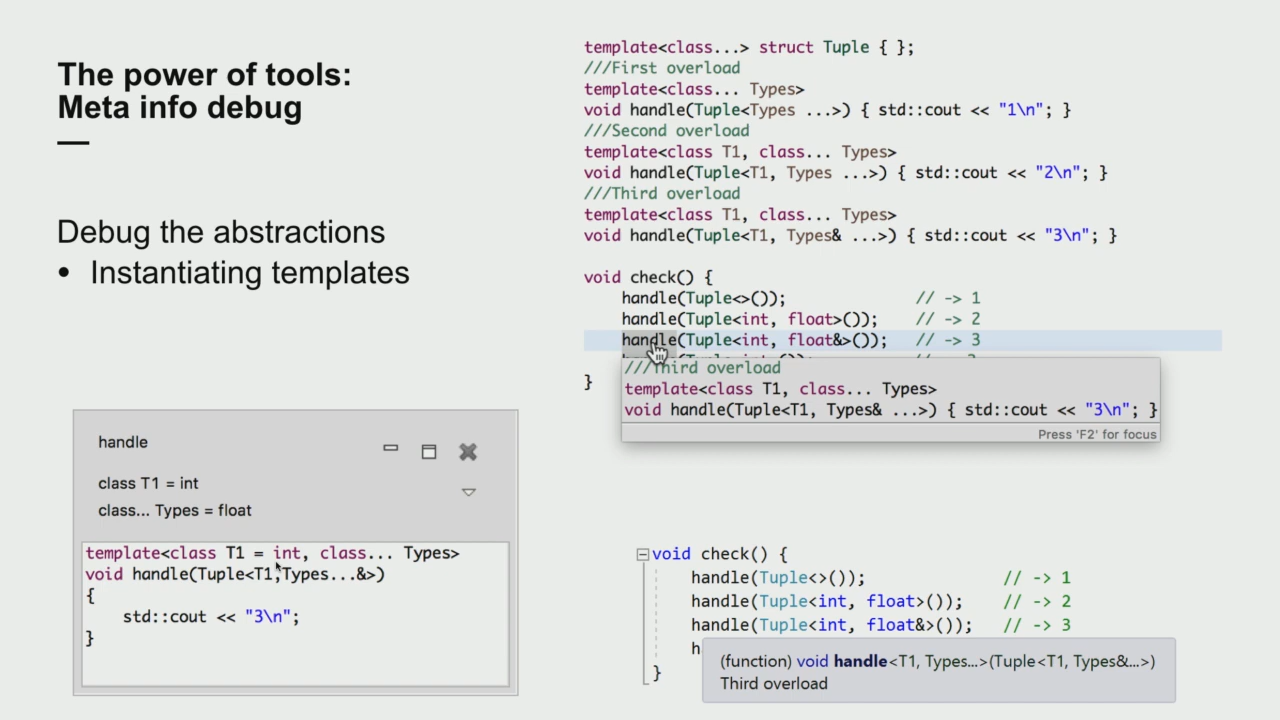 The power of tools:
Meta info debug
Debug the abstractions
• Instantiating templates
template<class...> struct Tuple { };
///First overload
template<class... Types>
void handle(Tuple<Types ...>) { std::cout << "1\n"; }
///Second overload
template<class T1, class... Types>
void handle(Tuple<T1, Types ...>) { std::cout << "2\n"; }
///Third overload
template<class T1, class... Types>
void handle(Tuple<T1, Types& ...>) { std::cout << "3\n"; }
void check() {
handle(Tuple<>()); // -> 1
handle(Tuple<int, float>()); // -> 2
handle(Tuple<int, float&>()); // -> 3
}
///Third overload
template<class T1, class... Types>
void handle(Tuple<T1, Types& ...>) { std::cout << "3\n"; }
Press 'F2' for focus
handle
class T1 = int
class... Types = float
template<class T1 = int, class... Types>
void handle(Tuple<T1,Types...&>)
{
std::cout << "3\n";
}
void check() {
handle(Tuple<>()); // -> 1
handle(Tuple<int, float>()); // -> 2
handle(Tuple<int, float&>()); // -> 3
h
}
(function) void handle<T1, Types...>(Tuple<T1, Types&...>)
Third overload